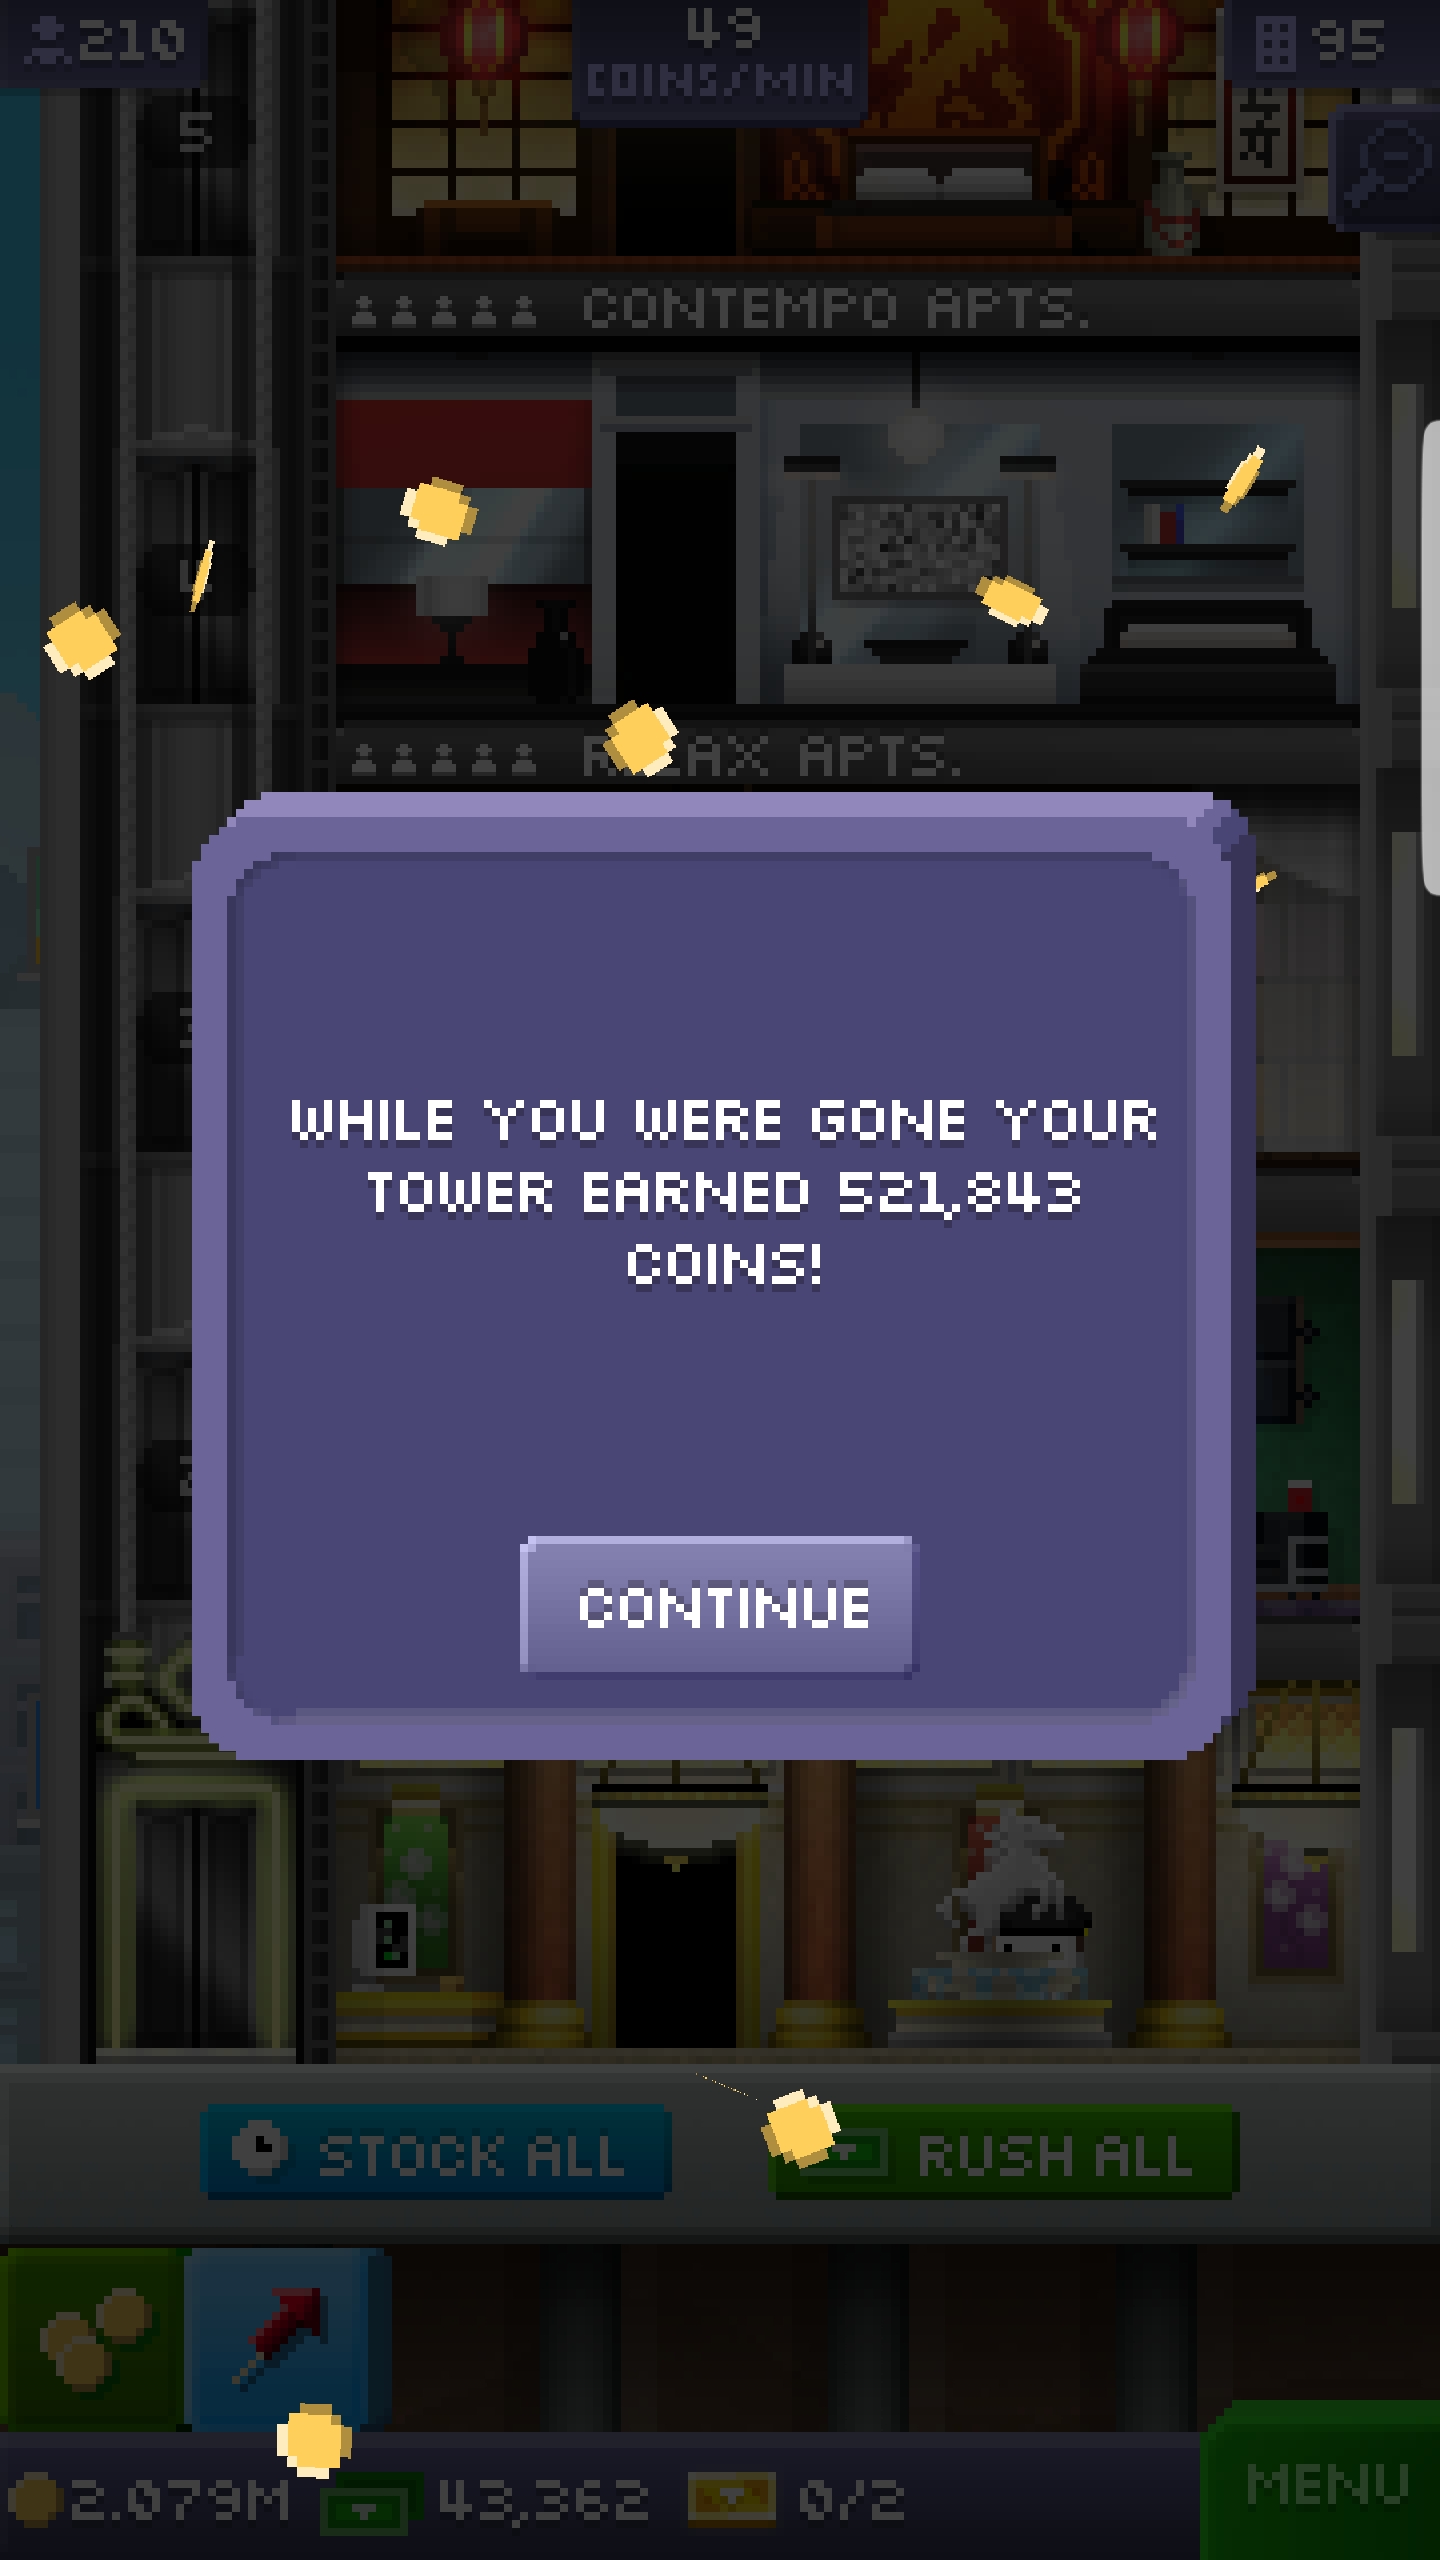 210
49
COINS/MIN
95
5
CONTEMPO APTS.
RELAX APTS.
WHILE YOU WERE GONE YOUR
TOWER EARNED 521,843
COINS!
CONTINUE
STOCK ALL
RUSH ALL
2.079M
43,362
0/2
MENU